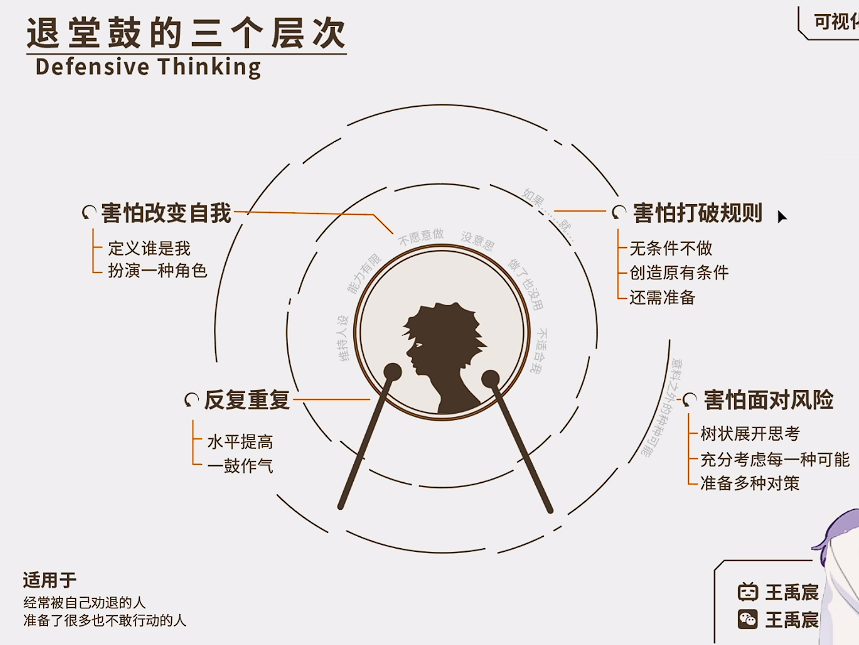 退堂鼓的三个层次
Defensive Thinking
可视化
害怕改变自我
定义谁是我
扮演一种角色
害怕打破规则
无条件不做
创造原有条件
还需准备
如果……就…
维持人设
能力有限
不愿意做
没意思
做了也没用
不适合我
意料之外的种种可能
反复重复
水平提高
一鼓作气
害怕面对风险
树状展开思考
充分考虑每一种可能
准备多种对策
适用于
经常被自己劝退的人
准备了很多也不敢行动的人
王禹宸
王禹宸